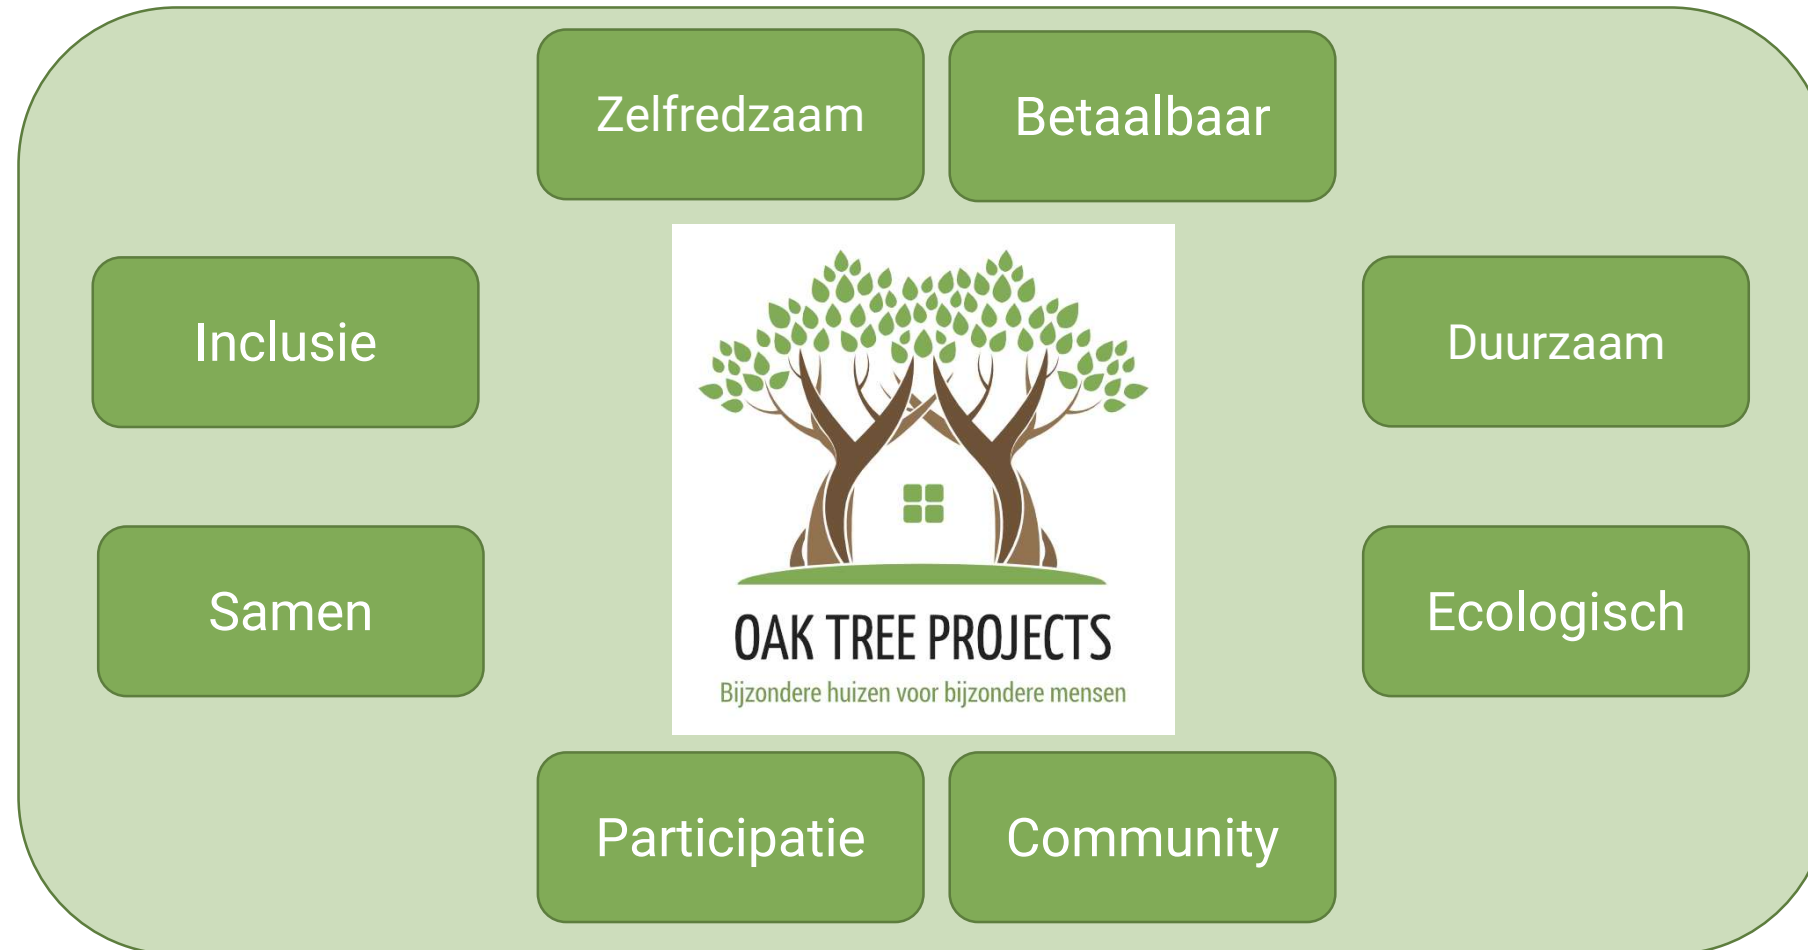 Zelfredzaam
Betaalbaar
Inclusie
Duurzaam
Samen
Ecologisch
OAK TREE PROJECTS
Bijzondere huizen voor bijzondere mensen
Participatie
Community